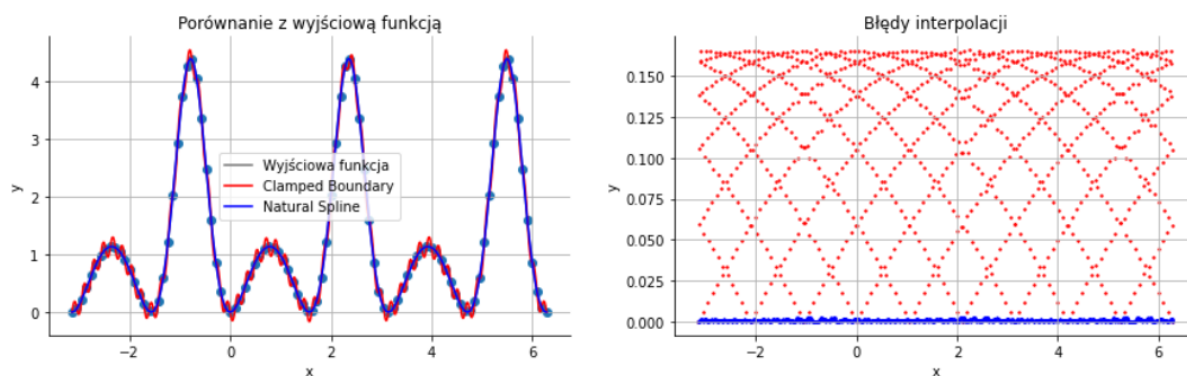 Porównanie z wyjściową funkcją
4
3
2
1
0
y
−2
0
2
4
6
x
Wyjściowa funkcja
Clamped Boundary
Natural Spline
Błędy interpolacji
0.150
0.125
0.100
0.075
0.050
0.025
0.000
y
−2
0
2
4
6
x